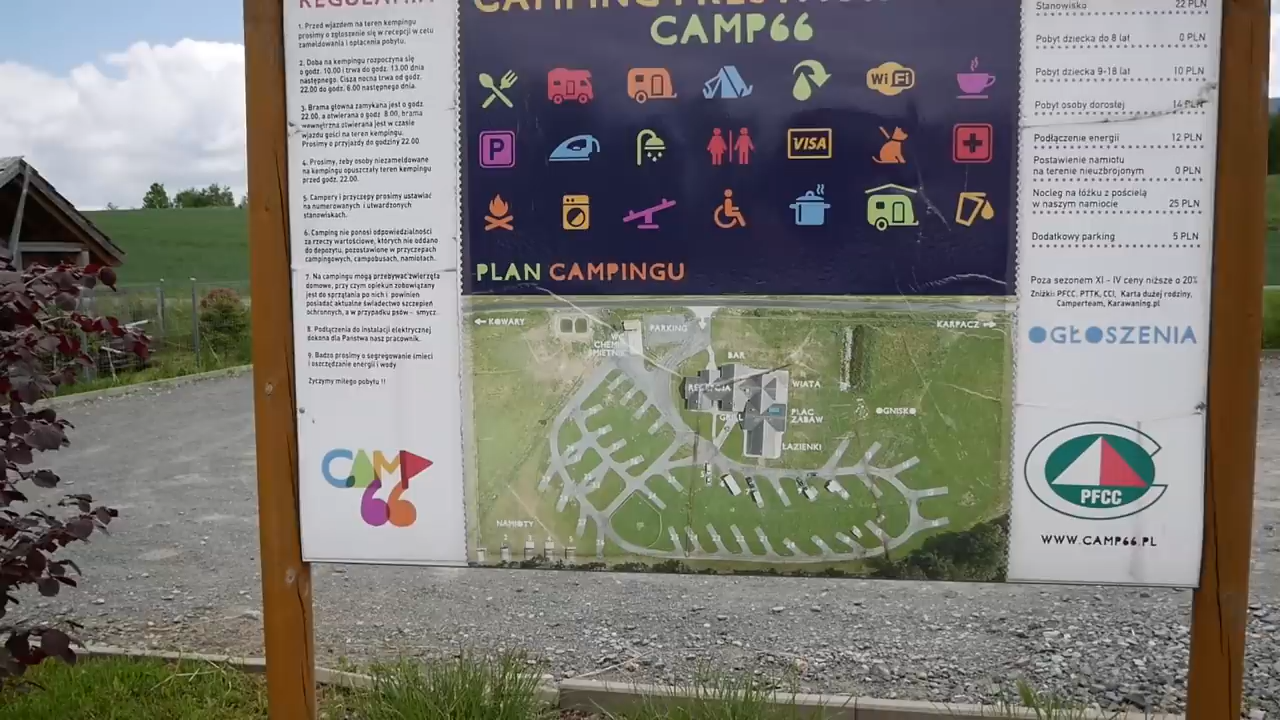 REGULAMIN
1. Przed wjazdem na teren kempingu
prosimy o zgłoszenie się w recepcji w celu
zameldowania i opłacenia pobytu.
2. Doba na kempingu rozpoczyna się
o godz. 10.00 i trwa do godz. 13.00 dnia
następnego. Cisza nocna trwa od godz.
22.00 do godz. 6.00 następnego dnia.
3. Brama główna zamykana jest o godz.
22.00, a otwierana o godz. 8.00, brama
wewnętrzna otwierana jest w czasie
wjazdu gości na teren kempingu.
Prosimy o przyjazdy do godziny 22.00
4. Prosimy, żeby osoby niezameldowane
na kempingu opuszczały teren kempingu
przed godz. 22.00.
5. Campery i przyczepy prosimy ustawiać
na numerowanych i utwardzonych
stanowiskach.
6. Camping nie ponosi odpowiedzialności
za rzeczy wartościowe, których nie oddano
do depozytu, pozostawione w przyczepach
campingowych, campobusach, namiotach.
7. Na campingu mogą przebywać zwierzęta
domowe, przy czym opiekun zobowiązany
jest do sprzątania po nich i powinien
posiadać aktualne świadectwo szczepień
ochronnych, a w przypadku psów – smycz.
8. Podłączenia do instalacji elektrycznej
dokona dla Państwa nasz pracownik.
9. Badzo prosimy o segregowanie śmieci
i oszczędzanie energii i wody
Życzymy miłego pobytu !!
CAMP
66
CAMPING
CAMP66
WiFi
P
VISA
PLAN CAMPINGU
KOWARY
PARKING
KARPACZ
WC
CHEM.
ŚMIETNIK
BAR
RECEPCJA
WIATA
GRILL
PLAC
ZABAW
OGNISKO
ŁAZIENKI
NAMIOTY
Stanowisko 22 PLN
Pobyt dziecka do 8 lat 0 PLN
Pobyt dziecka 9-18 lat 10 PLN
Pobyt osoby dorosłej 14 PLN
Podłączenie energii 12 PLN
Postawienie namiotu
na terenie nieuzbrojonym 0 PLN
Nocleg na łóżku z pościelą
w naszym namiocie 25 PLN
Dodatkowy parking 5 PLN
Poza sezonem XI - IV ceny niższe o 20%
Zniżki: PFCC, PTTK, CCI, Karta dużej rodziny,
Camperteam, Karawaning.pl
OGŁOSZENIA
PFCC
WWW.CAMP66.PL